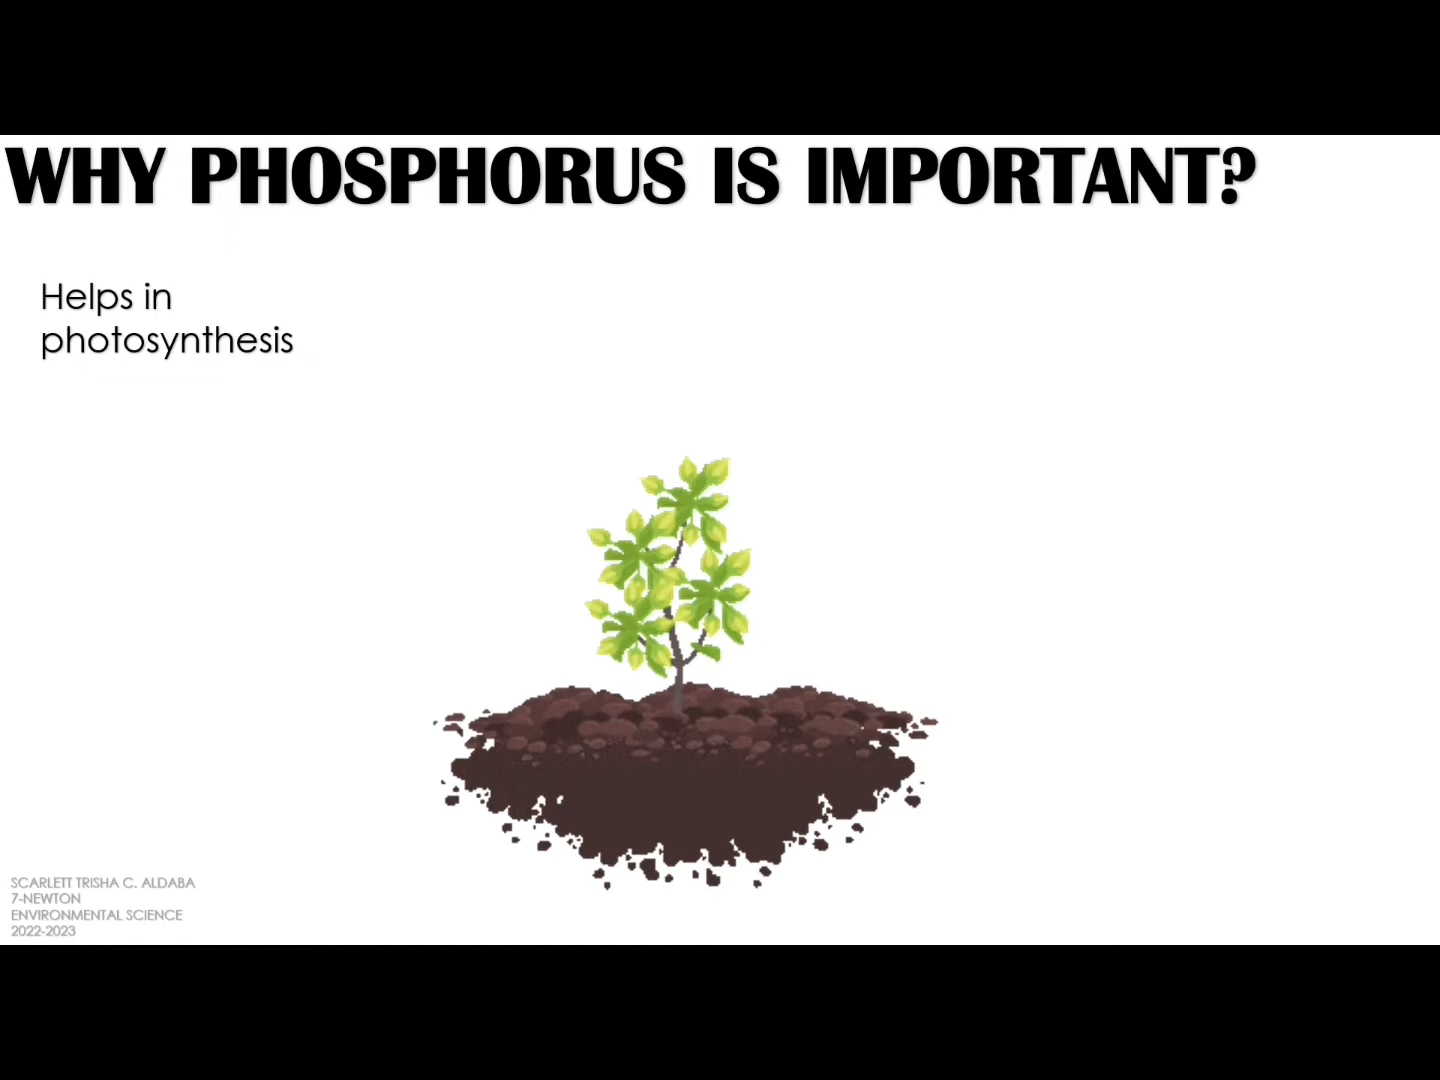 WHY PHOSPHORUS IS IMPORTANT?
Helps in
photosynthesis
SCARLETT TRISHA C. ALDABA
7-NEWTON
ENVIRONMENTAL SCIENCE
2022-2023